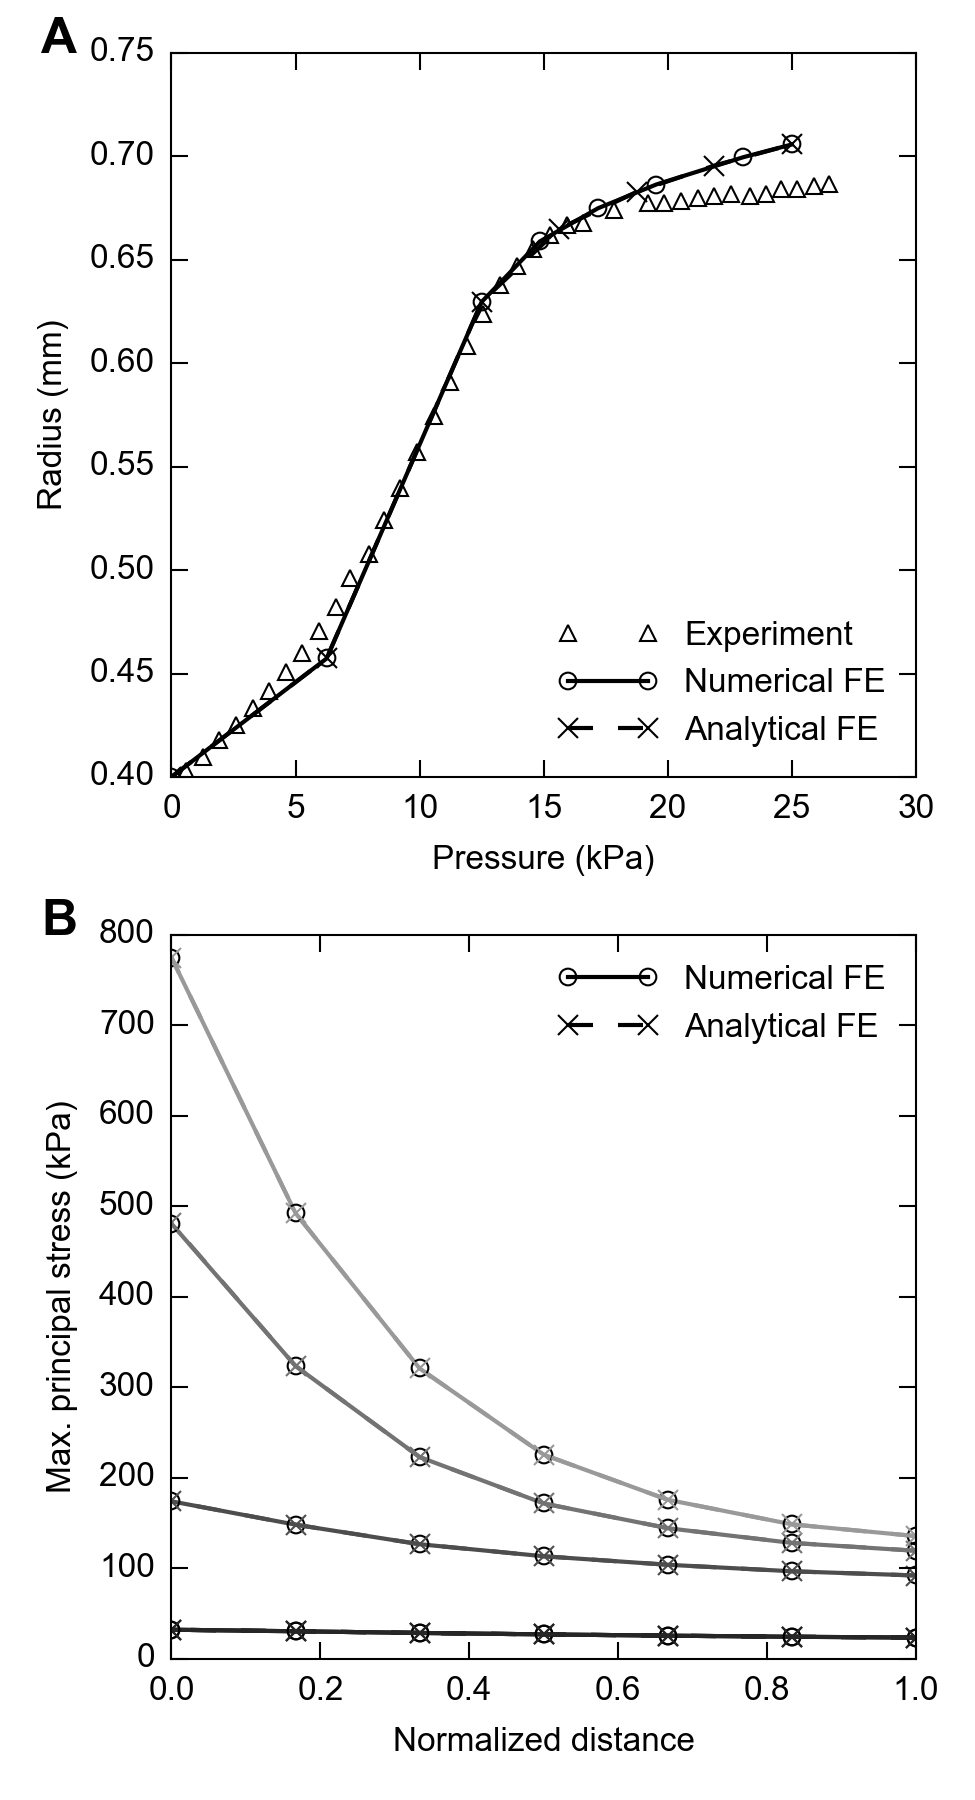 A
0.75
0.70
0.65
0.60
0.55
0.50
0.45
0.40
Radius (mm)
Experiment
Numerical FE
Analytical FE
0 5 10 15 20 25 30
Pressure (kPa)
B
800
700
600
500
400
300
200
100
0
Max. principal stress (kPa)
Numerical FE
Analytical FE
0.0 0.2 0.4 0.6 0.8 1.0
Normalized distance